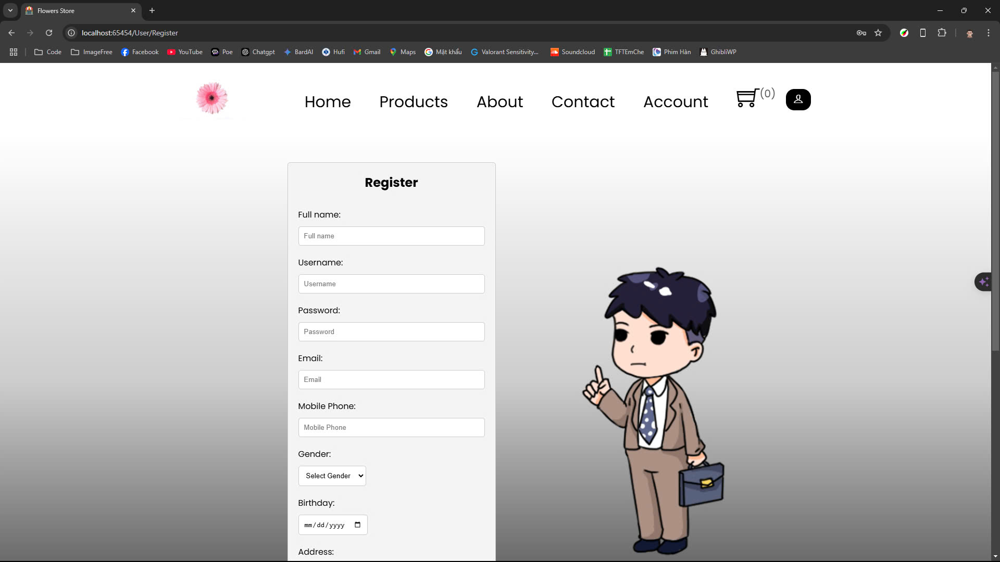 Flowers Store
localhost:65454/User/Register
Code ImageFree Facebook YouTube Poe Chatgpt BardAI Hufi Gmail Maps Mật khẩu Valorant Sensitivity... Soundcloud TFTEmChe Phim Hàn GhibliWP
Home Products About Contact Account (0)
Register
Full name:
Full name
Username:
Username
Password:
Password
Email:
Email
Mobile Phone:
Mobile Phone
Gender:
Select Gender
Birthday:
mm/dd/yyyy
Address: